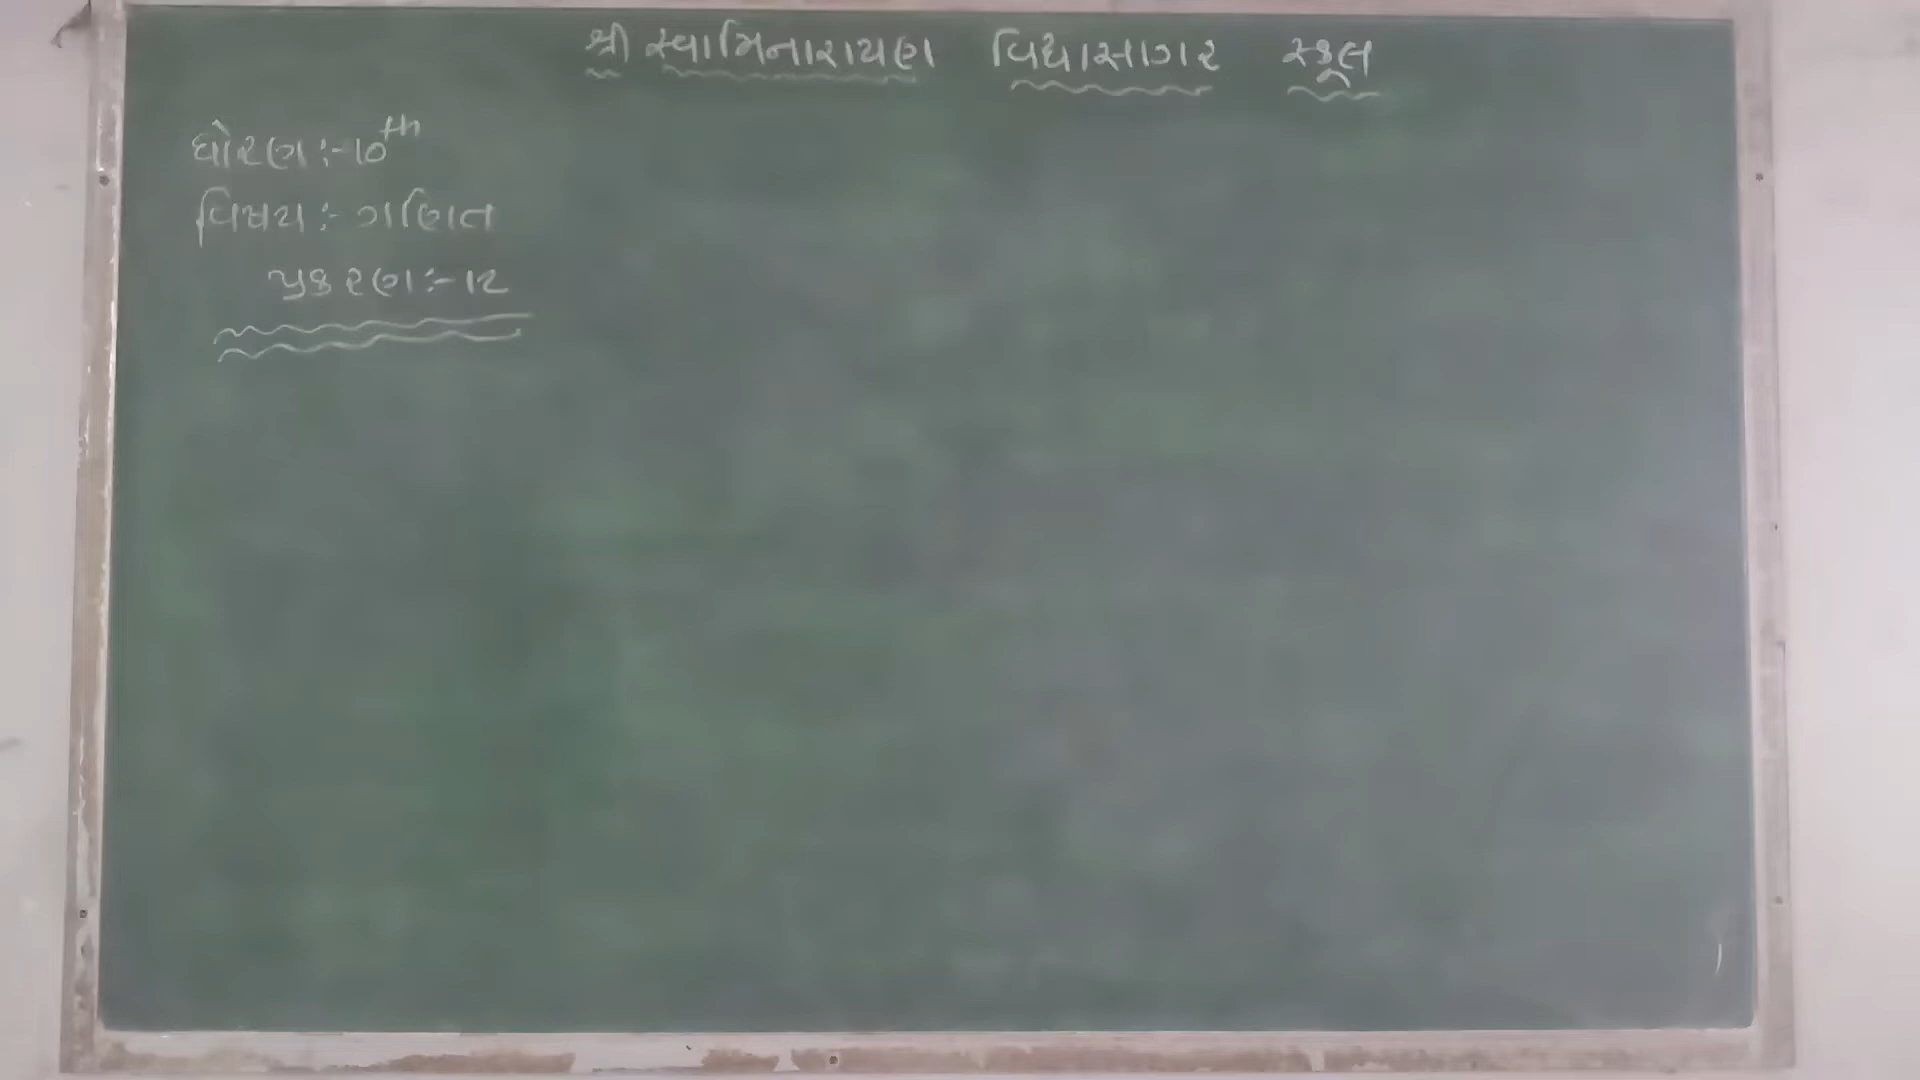 શ્રી સ્વામિનારાયણ વિદ્યાસાગર સ્કૂલ
ધોરણ :- 10th
વિષય :- ગણિત
પ્રકરણ :- 12